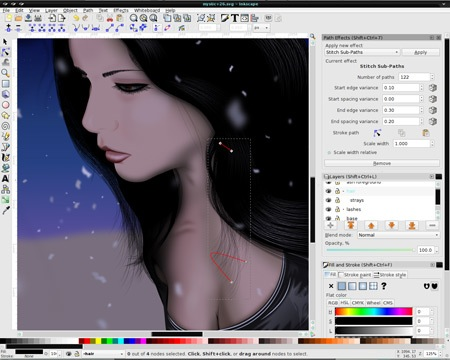 mystic-26.svg - Inkscape
File Edit View Layer Object Path Text Effects Whiteboard Help
Path Effects (Shift+Ctrl+7)
Apply new effect
Stitch Sub-Paths
Apply
Current effect
Stitch Sub-Paths
Number of paths 122
Start edge variance 0.10
Start spacing variance 0.00
End edge variance 0.30
End spacing variance 0.20
Stroke path
Scale width 1.000
Scale width relative
Remove
Layers (Shift+Ctrl+L)
hair
strays
lashes
base
Blend mode: Normal
Opacity, %
100.0
Fill and Stroke (Shift+Ctrl+F)
Fill
Stroke paint
Stroke style
Flat color
RGB HSL CMYK Wheel CMS
H
S
L
Fill:
hair
0 out of 4 nodes selected. Click, Shift+click, or drag around nodes to select.
125%